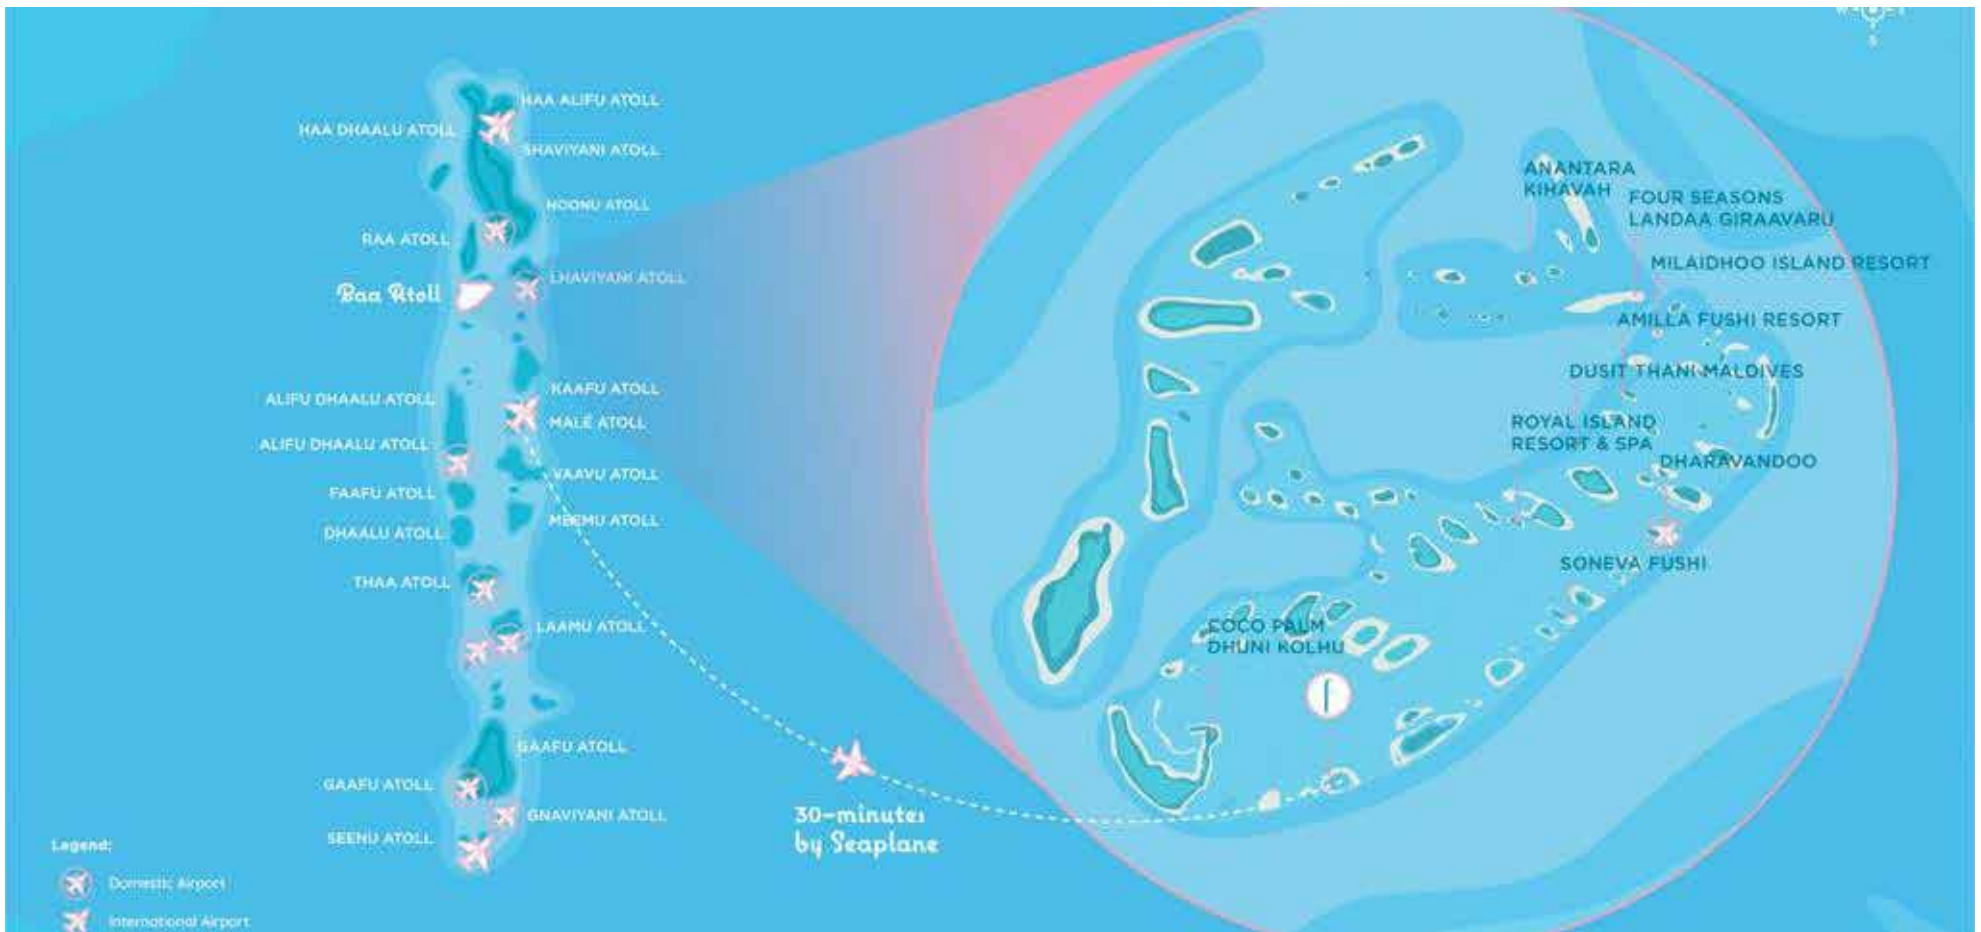 HAA ALIFU ATOLL
HAA DHAALU ATOLL
SHAVIYANI ATOLL
NOONU ATOLL
RAA ATOLL
LHAVIYANI ATOLL
Baa Atoll
KAAFU ATOLL
ALIFU DHAALU ATOLL
MALÉ ATOLL
ALIFU DHAALU ATOLL
VAAVU ATOLL
FAAFU ATOLL
MEEMU ATOLL
DHAALU ATOLL
THAA ATOLL
LAAMU ATOLL
GAAFU ATOLL
GAAFU ATOLL
GNAVIYANI ATOLL
SEENU ATOLL
Legend:
Domestic Airport
International Airport
30-minutes
by Seaplane
W
E
S
ANANTARA
KIHAVAH
FOUR SEASONS
LANDAA GIRAAVARU
MILAIDHOO ISLAND RESORT
AMILLA FUSHI RESORT
DUSIT THANI MALDIVES
ROYAL ISLAND
RESORT & SPA
DHARAVANDOO
SONEVA FUSHI
COCO PALM
DHUNI KOLHU